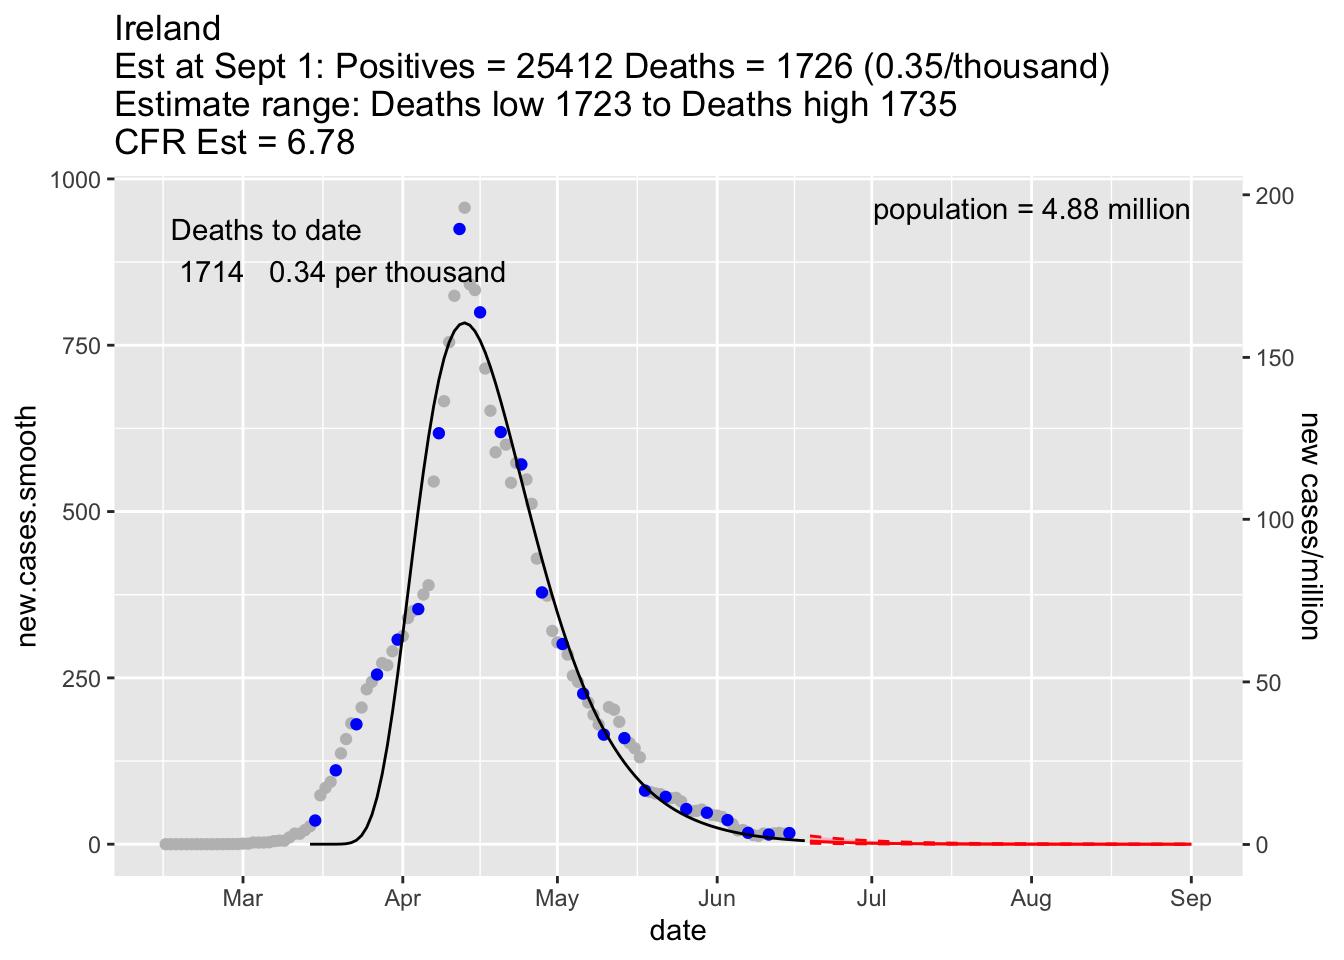 Ireland
Est at Sept 1: Positives = 25412 Deaths = 1726 (0.35/thousand)
Estimate range: Deaths low 1723 to Deaths high 1735
CFR Est = 6.78
Deaths to date
1714   0.34 per thousand
population = 4.88 million
new.cases.smooth
1000
750
500
250
0
200
150
100
50
0
new cases/million
Mar Apr May Jun Jul Aug Sep
date